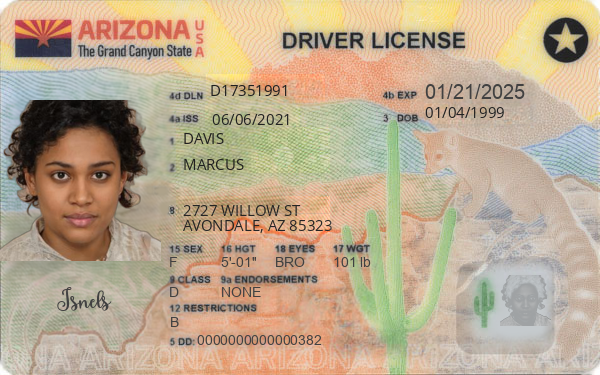 ARIZONA USA
The Grand Canyon State
DRIVER LICENSE
4d DLN D17351991
4b EXP 01/21/2025
4a ISS 06/06/2021
3 DOB 01/04/1999
1 DAVIS
2 MARCUS
8 2727 WILLOW ST
AVONDALE, AZ 85323
15 SEX 16 HGT 18 EYES 17 WGT
F 5'-01" BRO 101 lb
9 CLASS 9a ENDORSEMENTS
D NONE
12 RESTRICTIONS
B
5 DD: 0000000000000382
Jsnels
ARIZONA ARIZONA ARIZONA ARIZONA